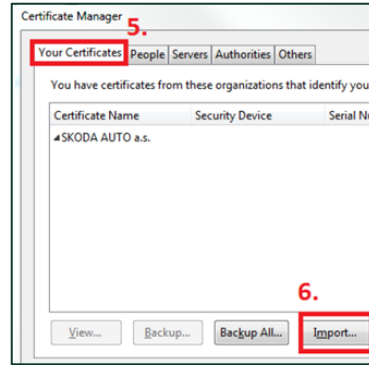 Certificate Manager
5.
Your Certificates People Servers Authorities Others
You have certificates from these organizations that identify you
Certificate Name Security Device Serial
SKODA AUTO a.s.
6.
View... Backup... Backup All... Import...